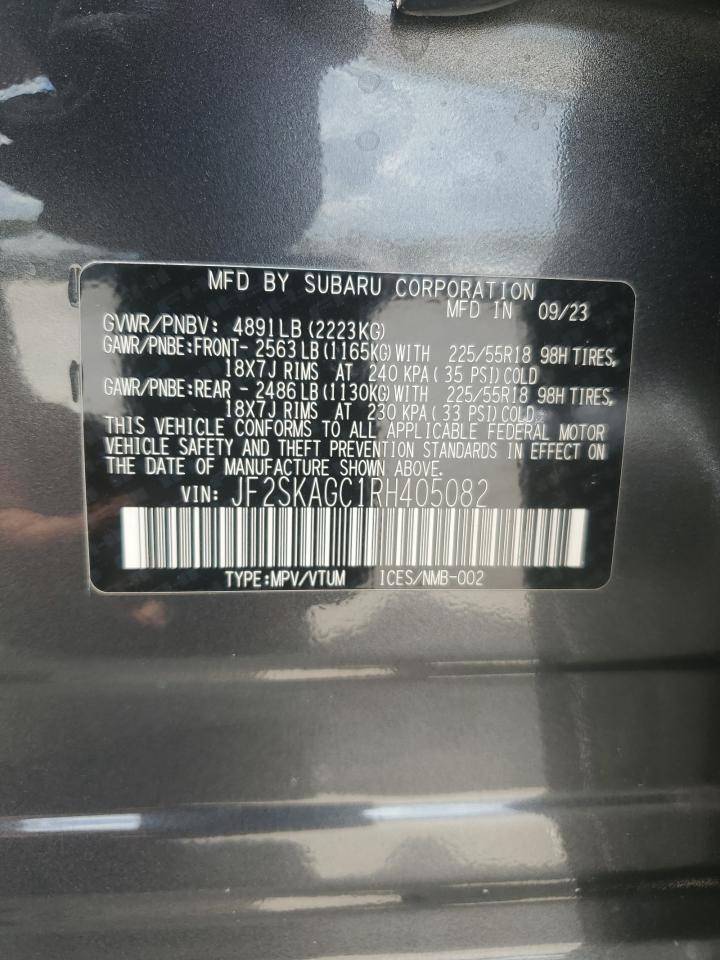 MFD BY SUBARU CORPORATION
MFD IN 09/23
GVWR/PNBV: 4891LB (2223KG)
GAWR/PNBE:FRONT- 2563 LB (1165KG) WITH 225/55R18 98H TIRES,
18X7J RIMS AT 240 KPA ( 35 PSI) COLD
GAWR/PNBE:REAR - 2486 LB (1130KG) WITH 225/55R18 98H TIRES,
18X7J RIMS AT 230 KPA ( 33 PSI) COLD.
THIS VEHICLE CONFORMS TO ALL APPLICABLE FEDERAL MOTOR
VEHICLE SAFETY AND THEFT PREVENTION STANDARDS IN EFFECT ON
THE DATE OF MANUFACTURE SHOWN ABOVE.
VIN: JF2SKAGC1RH405082
TYPE:MPV/VTUM ICES/NMB-002